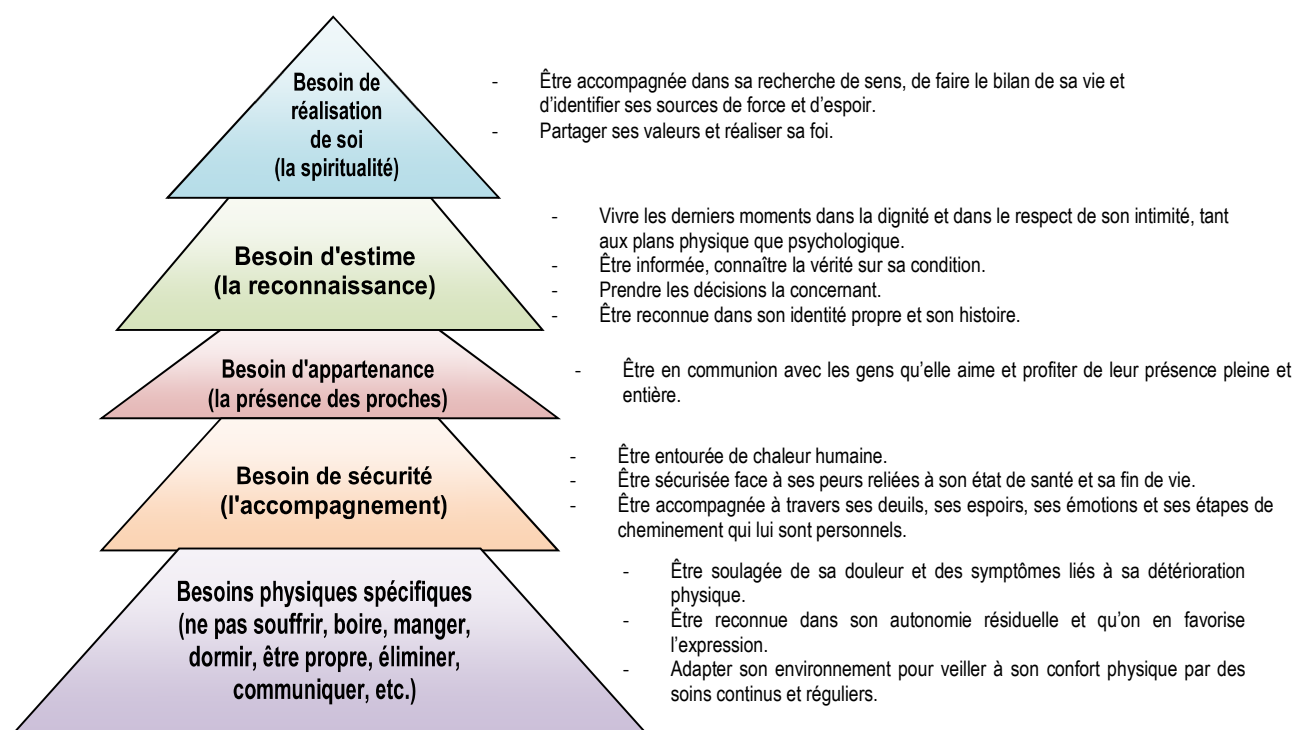 Besoin de
réalisation
de soi
(la spiritualité)
- Être accompagnée dans sa recherche de sens, de faire le bilan de sa vie et
d'identifier ses sources de force et d'espoir.
- Partager ses valeurs et réaliser sa foi.
Besoin d'estime
(la reconnaissance)
- Vivre les derniers moments dans la dignité et dans le respect de son intimité, tant
aux plans physique que psychologique.
- Être informée, connaître la vérité sur sa condition.
- Prendre les décisions la concernant.
- Être reconnue dans son identité propre et son histoire.
Besoin d'appartenance
(la présence des proches)
- Être en communion avec les gens qu'elle aime et profiter de leur présence pleine et
entière.
Besoin de sécurité
(l'accompagnement)
- Être entourée de chaleur humaine.
- Être sécurisée face à ses peurs reliées à son état de santé et sa fin de vie.
- Être accompagnée à travers ses deuils, ses espoirs, ses émotions et ses étapes de
cheminement qui lui sont personnels.
Besoins physiques spécifiques
(ne pas souffrir, boire, manger,
dormir, être propre, éliminer,
communiquer, etc.)
- Être soulagée de sa douleur et des symptômes liés à sa détérioration
physique.
- Être reconnue dans son autonomie résiduelle et qu'on en favorise
l'expression.
- Adapter son environnement pour veiller à son confort physique par des
soins continus et réguliers.